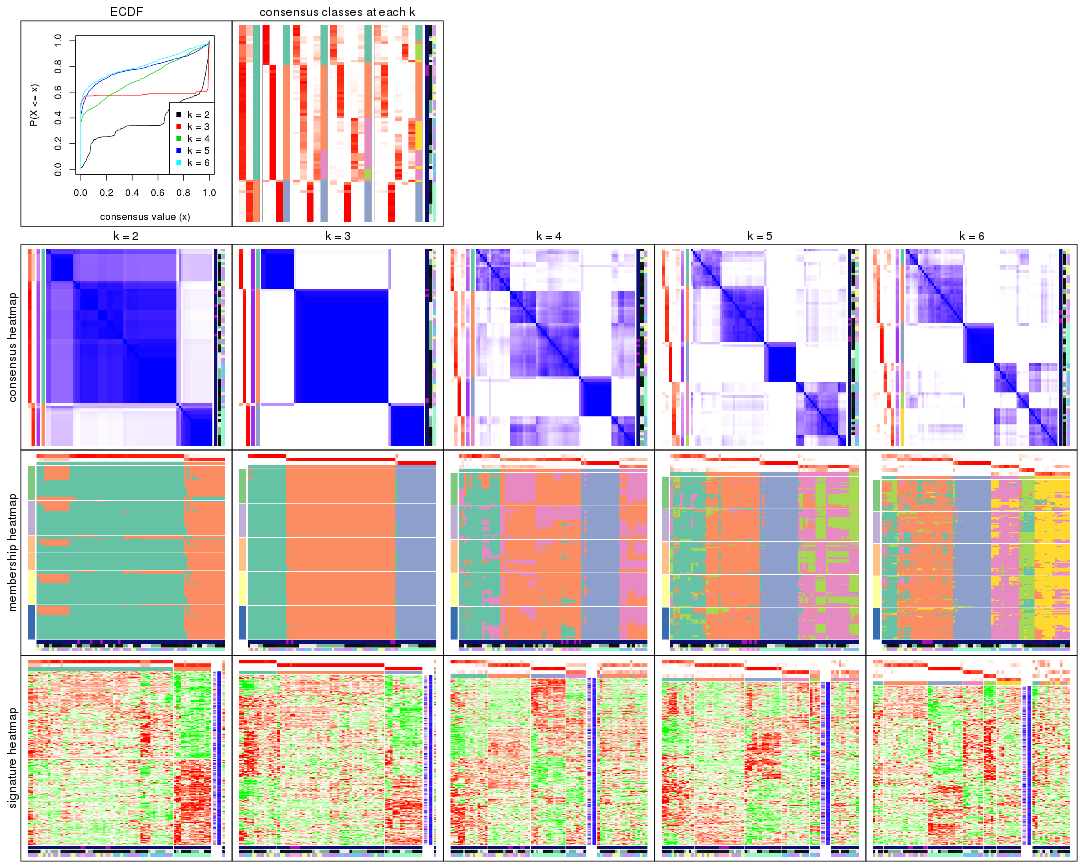 ECDF
consensus classes at each k
P(X <= x)
1.0
0.8
0.6
0.4
0.2
0.0
k = 2
k = 3
k = 4
k = 5
k = 6
0.0 0.2 0.4 0.6 0.8 1.0
consensus value (x)
k = 2
k = 3
k = 4
k = 5
k = 6
consensus heatmap
membership heatmap
signature heatmap